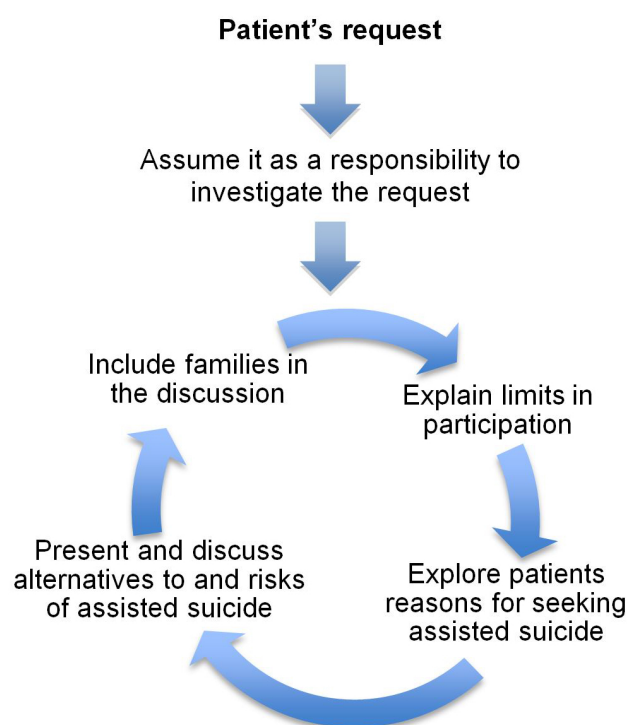 Patient's request
Assume it as a responsibility to
investigate the request
Include families in
the discussion
Explain limits in
participation
Explore patients
reasons for seeking
assisted suicide
Present and discuss
alternatives to and risks
of assisted suicide